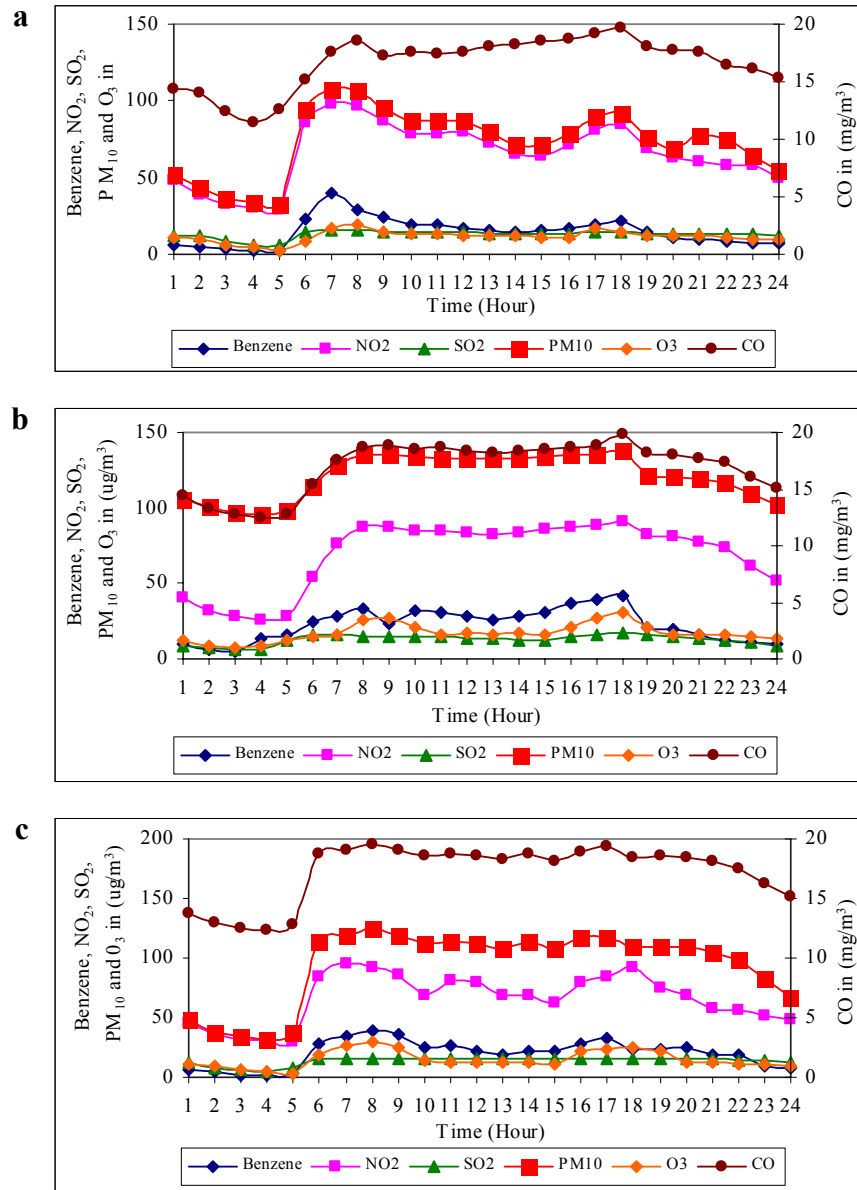 a
Benzene, NO₂, SO₂,
P M₁₀ and O₃ in
150
100
50
0
20
15
10
5
0
CO in (mg/m³)
1 2 3 4 5 6 7 8 9 10 11 12 13 14 15 16 17 18 19 20 21 22 23 24
Time (Hour)
Benzene NO2 SO2 PM10 O3 CO
b
Benzene, NO₂, SO₂,
PM₁₀ and O₃ in (ug/m³)
150
100
50
0
20
15
10
5
0
CO in (mg/m³)
1 2 3 4 5 6 7 8 9 10 11 12 13 14 15 16 17 18 19 20 21 22 23 24
Time (Hour)
Benzene NO2 SO2 PM10 O3 CO
c
Benzene, NO₂, SO₂,
PM₁₀ and 0₃ in (ug/m³)
200
150
100
50
0
20
15
10
5
0
CO in (mg/m³)
1 2 3 4 5 6 7 8 9 10 11 12 13 14 15 16 17 18 19 20 21 22 23 24
Time (Hour)
Benzene NO2 SO2 PM10 O3 CO